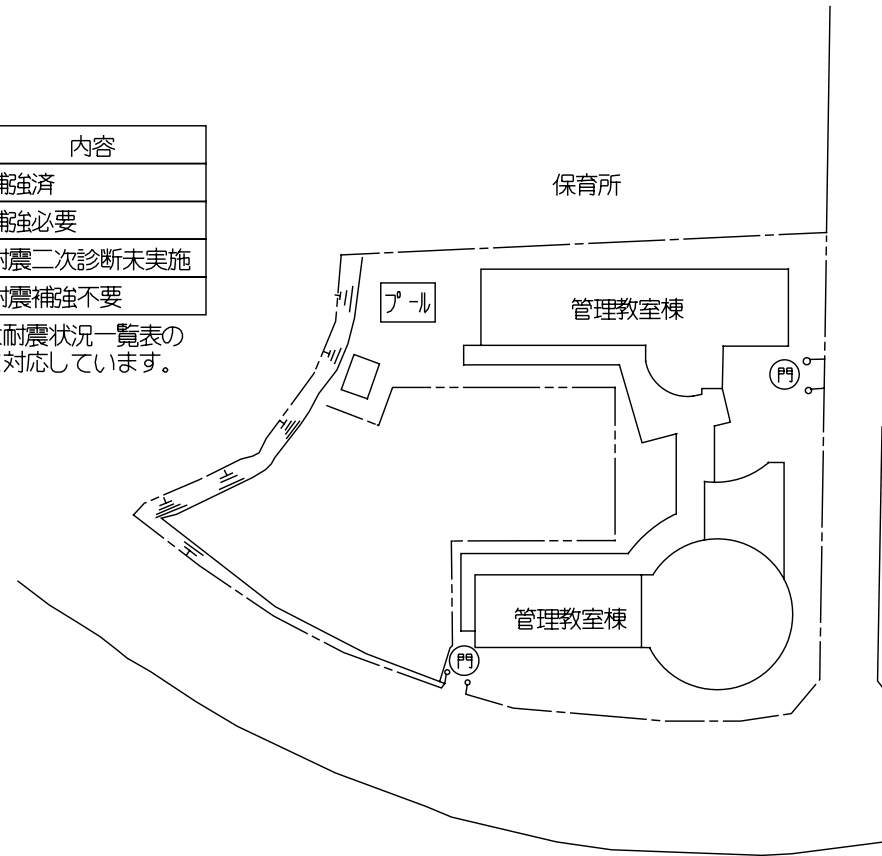 内容
補強済
補強必要
耐震二次診断未実施
耐震補強不要
耐震状況一覧表の
対応しています。
保育所
プール
管理教室棟
門
管理教室棟
門